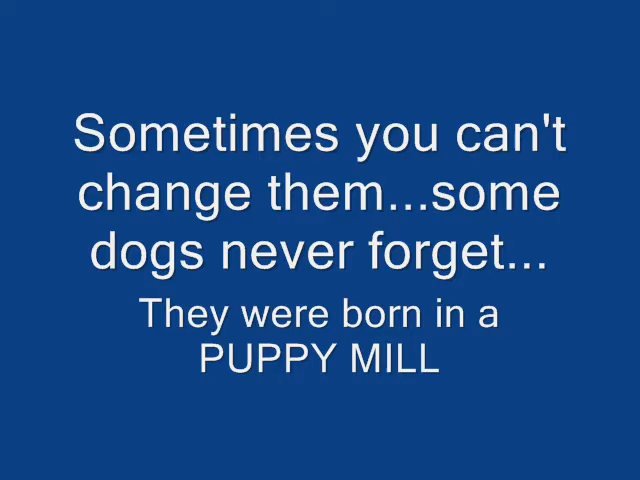 Sometimes you can't
change them...some
dogs never forget...
They were born in a
PUPPY MILL